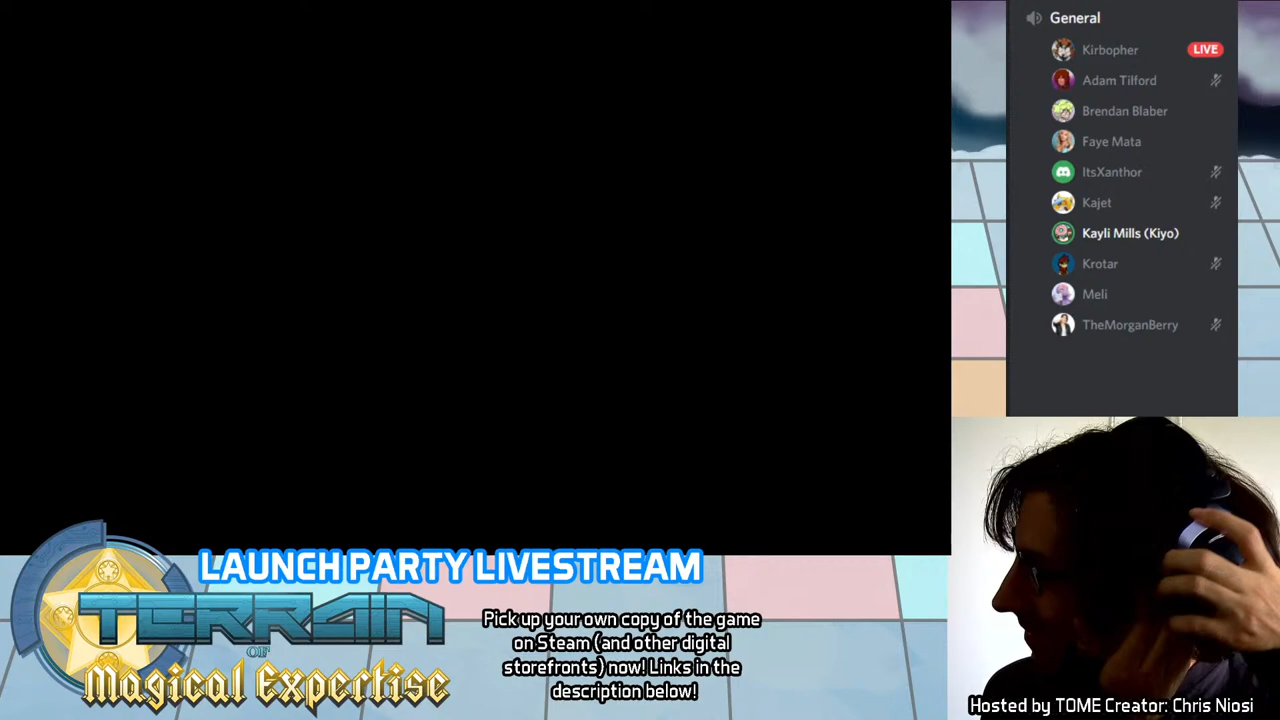 General
Kirbopher
LIVE
Adam Tilford
Brendan Blaber
Faye Mata
ItsXanthor
Kajet
Kayli Mills (Kiyo)
Krotar
Meli
TheMorganBerry
LAUNCH PARTY LIVESTREAM
TERRAIN
OF
Magical Expertise
Pick up your own copy of the game
on Steam (and other digital
storefronts) now! Links in the
description below!
Hosted by TOME Creator: Chris Niosi